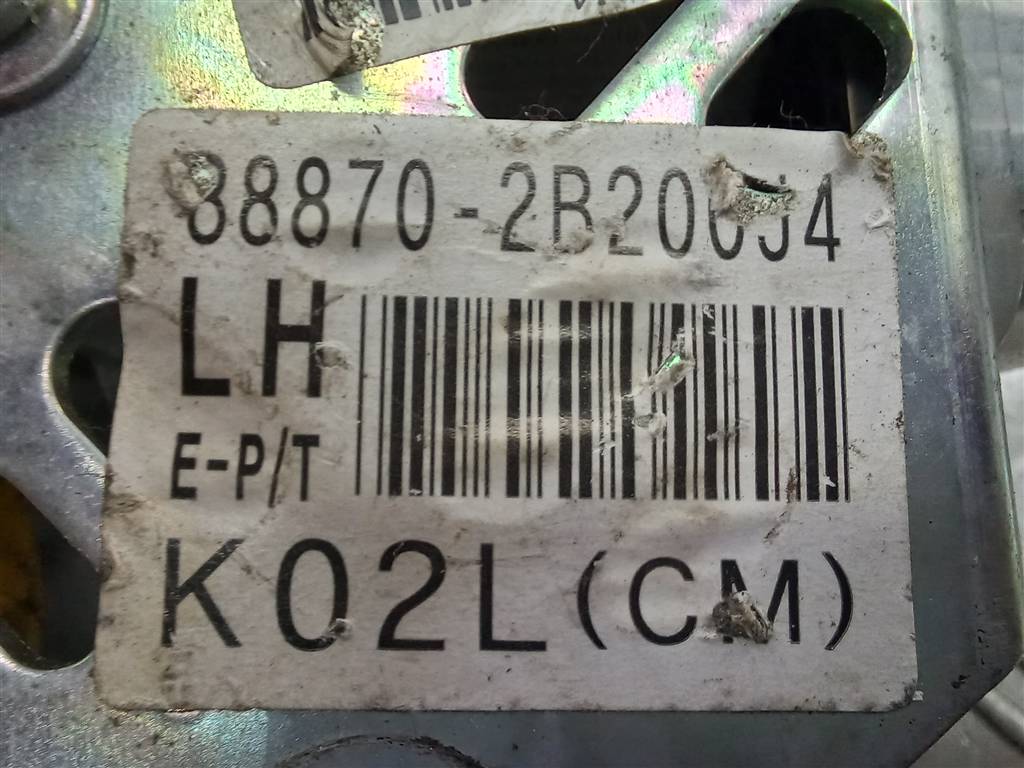 88870-2B200J4
LH
E-P/T
K02L (CM)